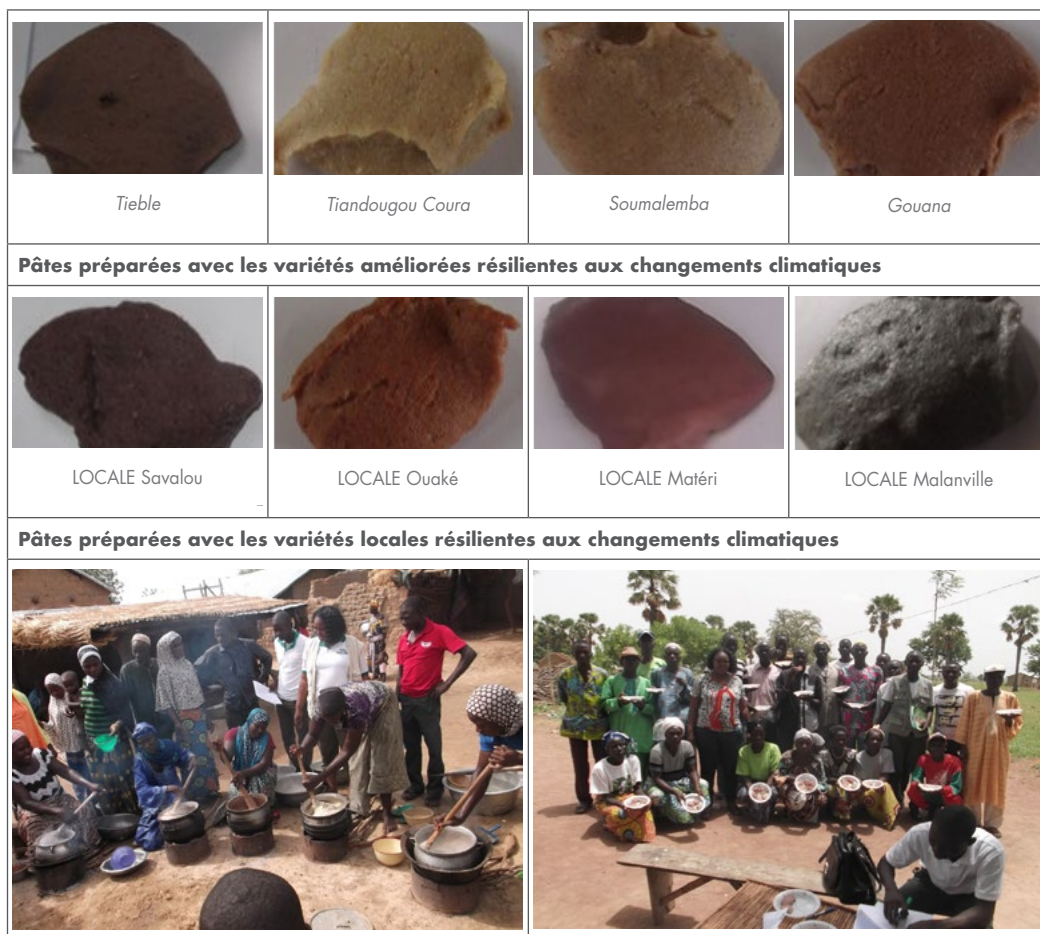 Tieble
Tiandougou Coura
Soumalemba
Gouana
Pâtes préparées avec les variétés améliorées résilientes aux changements climatiques
LOCALE Savalou
LOCALE Ouaké
LOCALE Matéri
LOCALE Malanville
Pâtes préparées avec les variétés locales résilientes aux changements climatiques